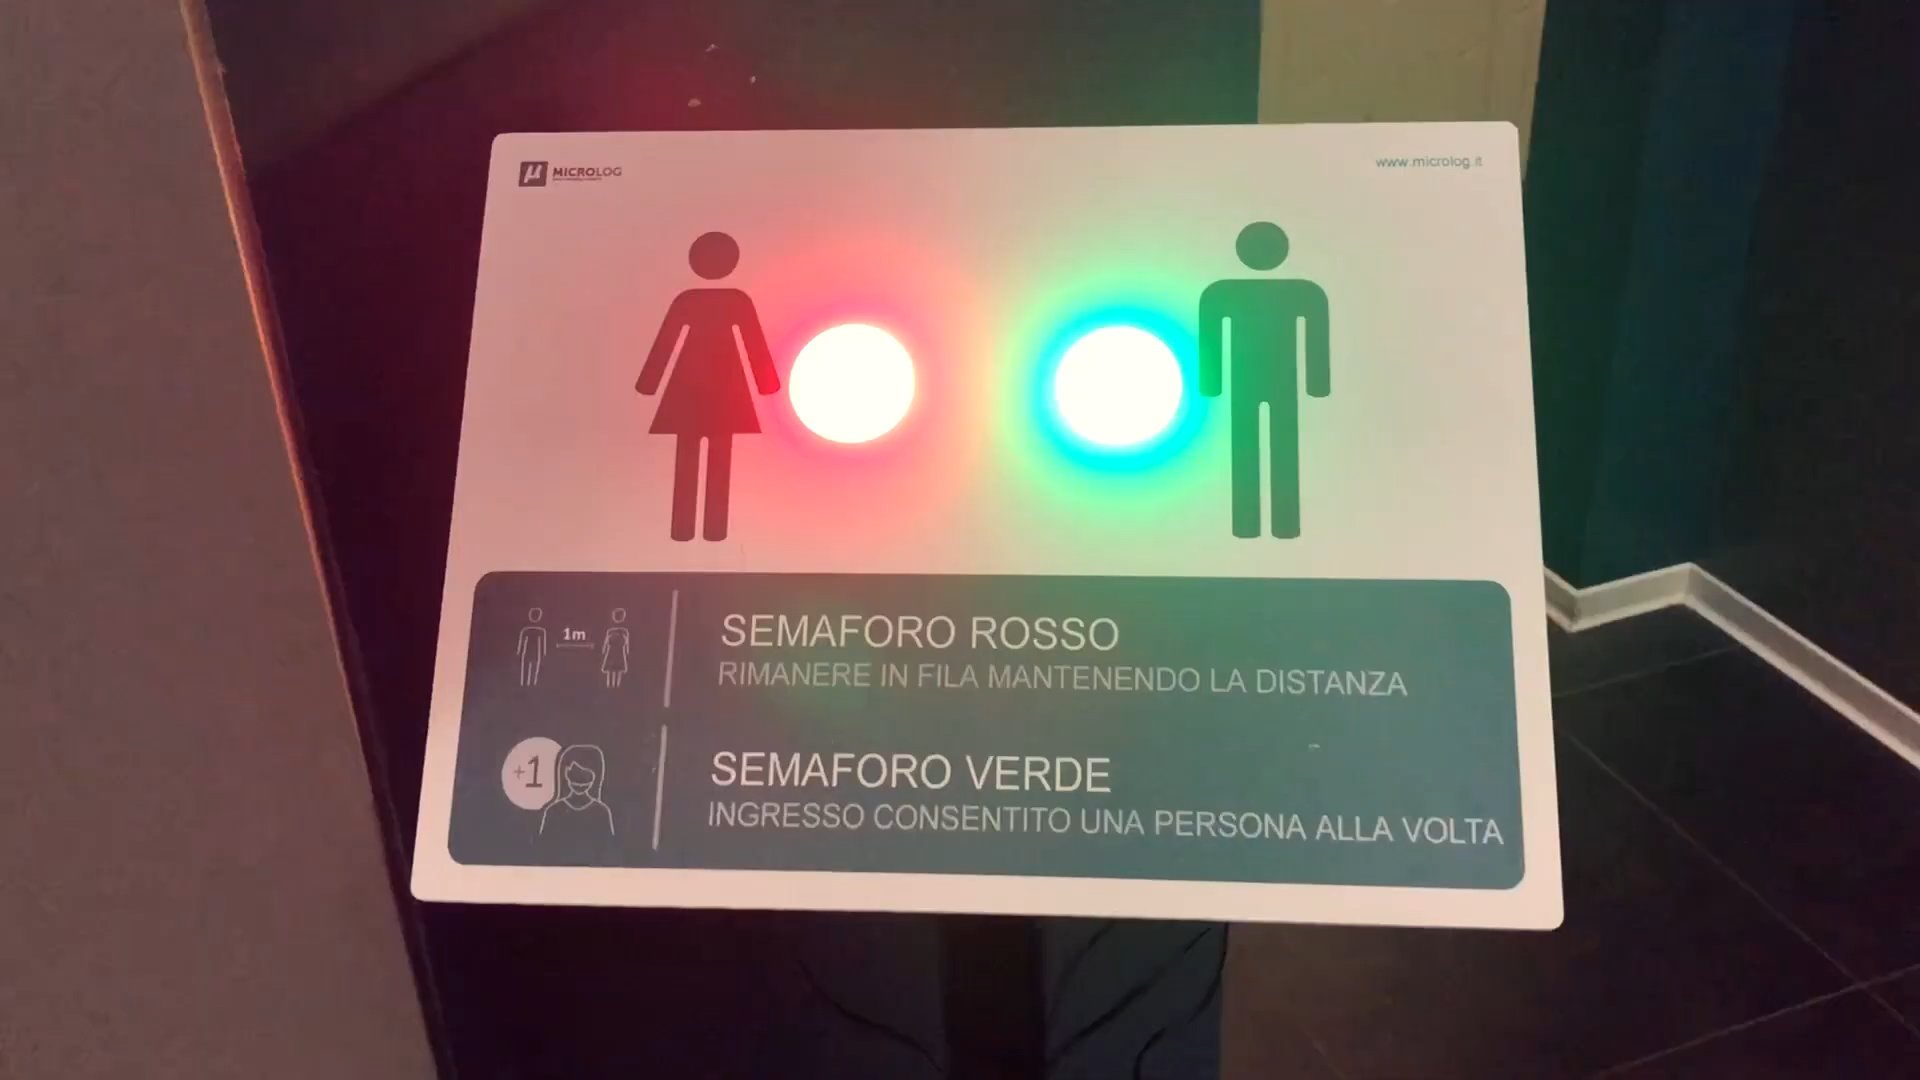 µ MICROLOG
www.microlog.it
1m
SEMAFORO ROSSO
RIMANERE IN FILA MANTENENDO LA DISTANZA
+1
SEMAFORO VERDE
INGRESSO CONSENTITO UNA PERSONA ALLA VOLTA